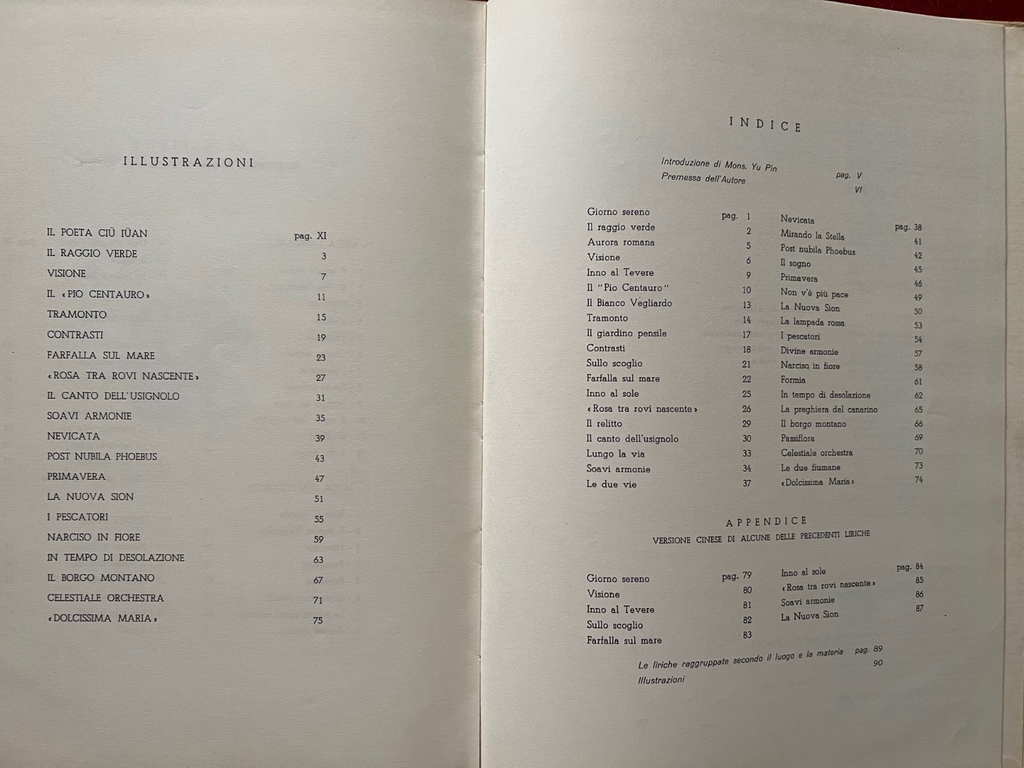 ILLUSTRAZIONI
IL POETA CIŪ IŪAN pag. XI
IL RAGGIO VERDE 3
VISIONE 7
IL «PIO CENTAURO» 11
TRAMONTO 15
CONTRASTI 19
FARFALLA SUL MARE 23
«ROSA TRA ROVI NASCENTE» 27
IL CANTO DELL'USIGNOLO 31
SOAVI ARMONIE 35
NEVICATA 39
POST NUBILA PHOEBUS 43
PRIMAVERA 47
LA NUOVA SION 51
I PESCATORI 55
NARCISO IN FIORE 59
IN TEMPO DI DESOLAZIONE 63
IL BORGO MONTANO 67
CELESTIALE ORCHESTRA 71
«DOLCISSIMA MARIA» 75
INDICE
Introduzione di Mons. Yu Pin pag. V
Premessa dell'Autore VI
Giorno sereno pag. 1
Il raggio verde 2
Aurora romana 5
Visione 6
Inno al Tevere 9
Il "Pio Centauro" 10
Il Bianco Vegliardo 13
Tramonto 14
Il giardino pensile 17
Contrasti 18
Sullo scoglio 21
Farfalla sul mare 22
Inno al sole 25
«Rosa tra rovi nascente» 26
Il relitto 29
Il canto dell'usignolo 30
Lungo la via 33
Soavi armonie 34
Le due vie 37
Nevicata pag. 38
Mirando la Stella 41
Post nubila Phoebus 42
Il sogno 45
Primavera 46
Non v'è più pace 49
La Nuova Sion 50
La lampada rossa 53
I pescatori 54
Divine armonie 57
Narciso in fiore 58
Formia 61
In tempo di desolazione 62
La preghiera del canarino 65
Il borgo montano 66
Passiflora 69
Celestiale orchestra 70
Le due fiumane 73
«Dolcissima Maria» 74
APPENDICE
VERSIONE CINESE DI ALCUNE DELLE PRECEDENTI LIRICHE
Giorno sereno pag. 79
Visione 80
Inno al Tevere 81
Sullo scoglio 82
Farfalla sul mare 83
Inno al sole pag. 84
«Rosa tra rovi nascente» 85
Soavi armonie 86
La Nuova Sion 87
Le liriche raggruppate secondo il luogo e la materia pag. 89
Illustrazioni 90